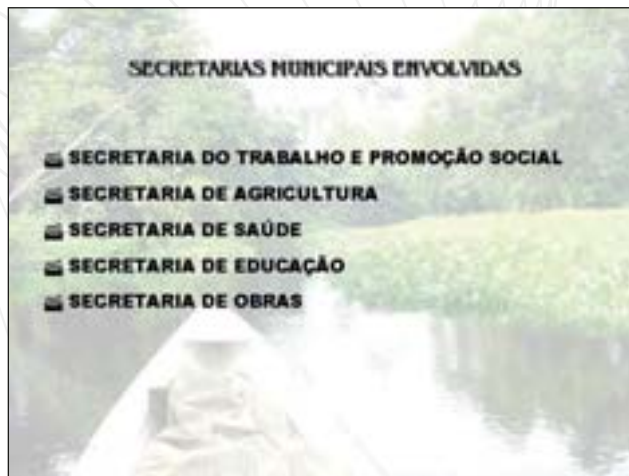 SECRETARIAS MUNICIPAIS ENVOLVIDAS
SECRETARIA DO TRABALHO E PROMOÇÃO SOCIAL
SECRETARIA DE AGRICULTURA
SECRETARIA DE SAÚDE
SECRETARIA DE EDUCAÇÃO
SECRETARIA DE OBRAS